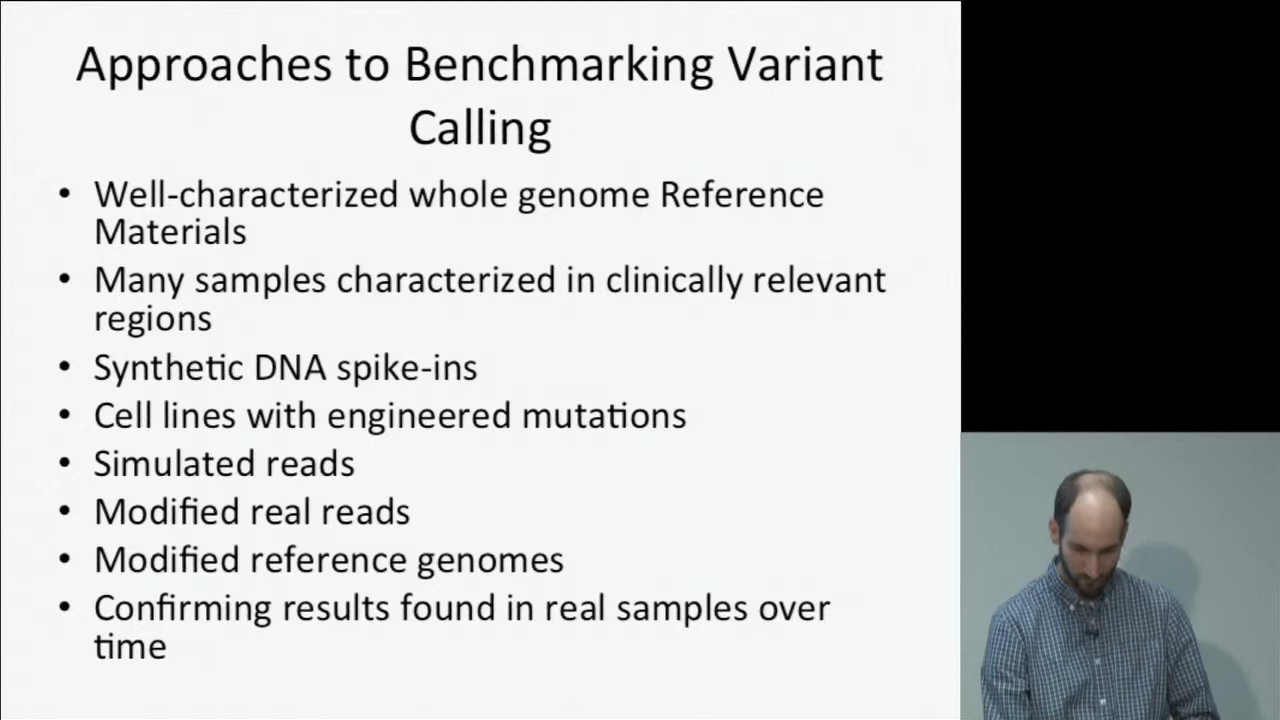 Approaches to Benchmarking Variant
Calling
• Well-characterized whole genome Reference
Materials
• Many samples characterized in clinically relevant
regions
• Synthetic DNA spike-ins
• Cell lines with engineered mutations
• Simulated reads
• Modified real reads
• Modified reference genomes
• Confirming results found in real samples over
time